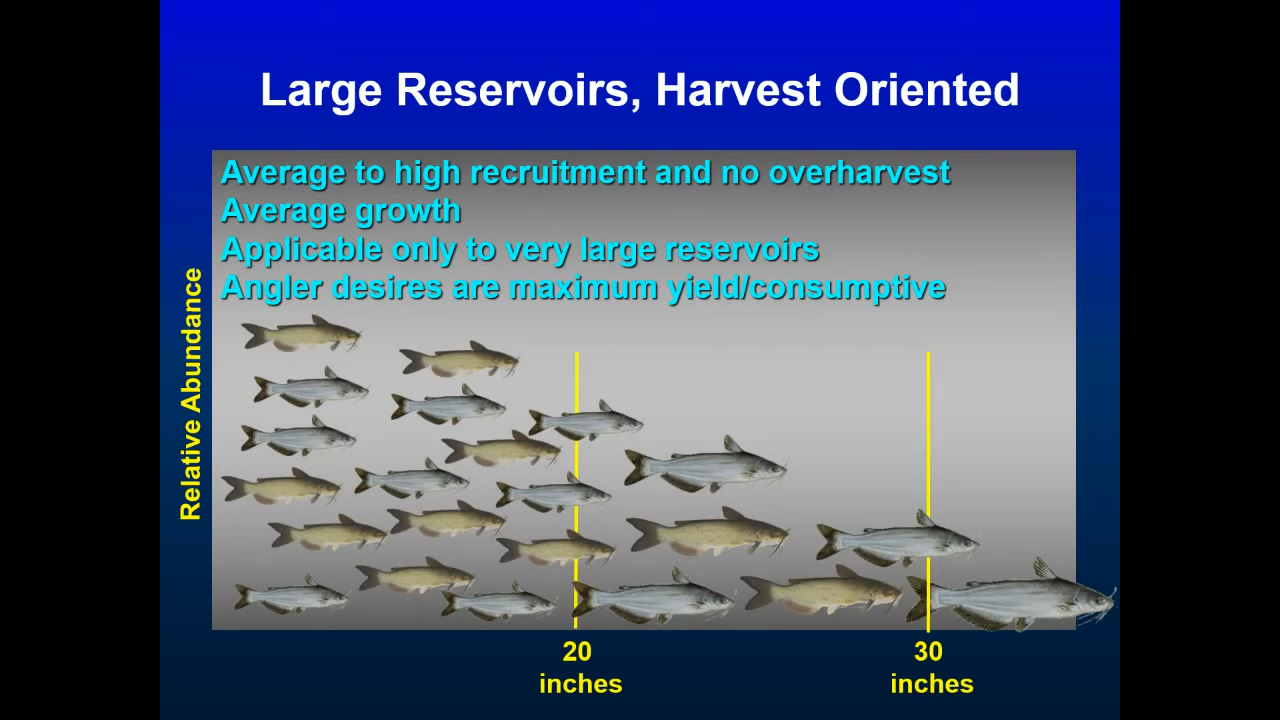 Large Reservoirs, Harvest Oriented
Average to high recruitment and no overharvest
Average growth
Applicable only to very large reservoirs
Angler desires are maximum yield/consumptive
Relative Abundance
20
inches
30
inches